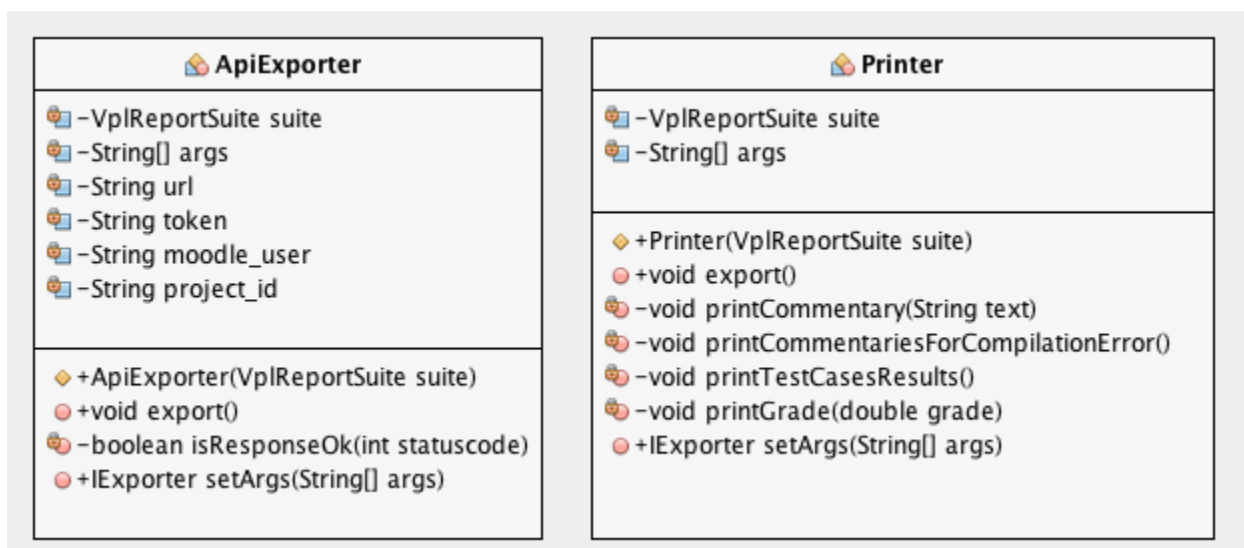 ApiExporter
-VplReportSuite suite
-String[] args
-String url
-String token
-String moodle_user
-String project_id
+ApiExporter(VplReportSuite suite)
+void export()
-boolean isResponseOk(int statuscode)
+IExporter setArgs(String[] args)
Printer
-VplReportSuite suite
-String[] args
+Printer(VplReportSuite suite)
+void export()
-void printCommentary(String text)
-void printCommentariesForCompilationError()
-void printTestCasesResults()
-void printGrade(double grade)
+IExporter setArgs(String[] args)